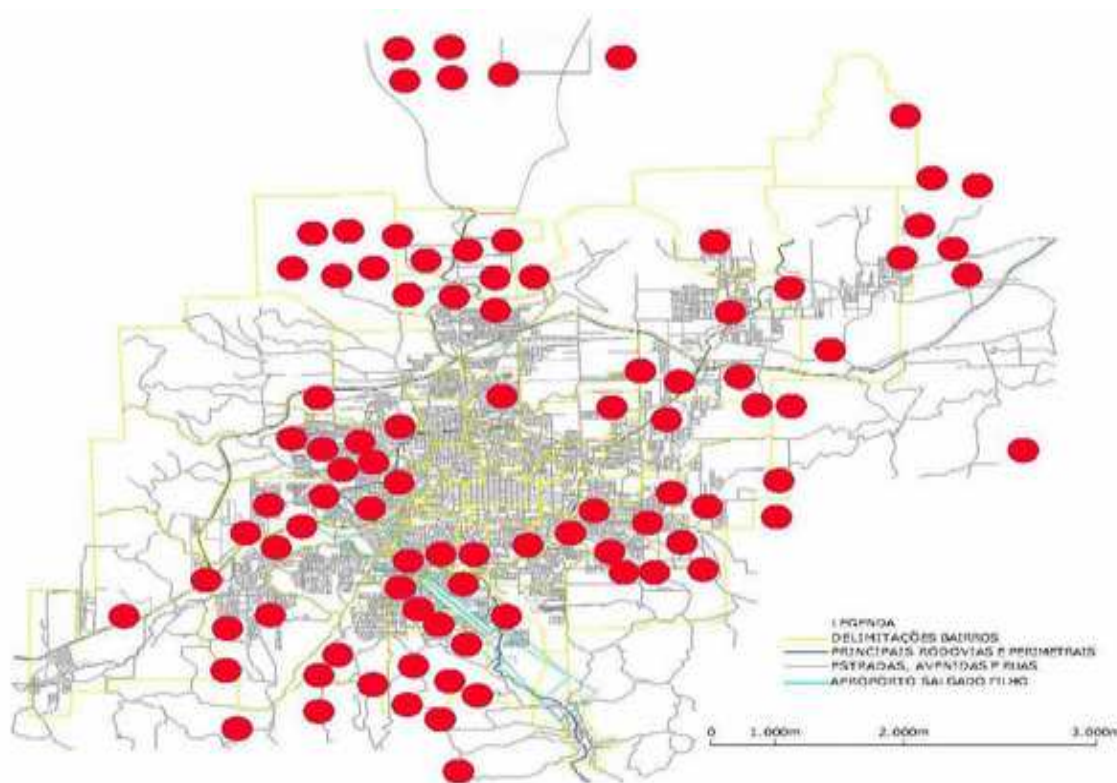 LEGENDA
DELIMITAÇÕES BAIRROS
PRINCIPAIS RODOVIAS E PERIMETRAIS
ESTRADAS, AVENIDAS E RUAS
AEROPORTO SALGADO FILHO
0 1.000m 2.000m 3.000m